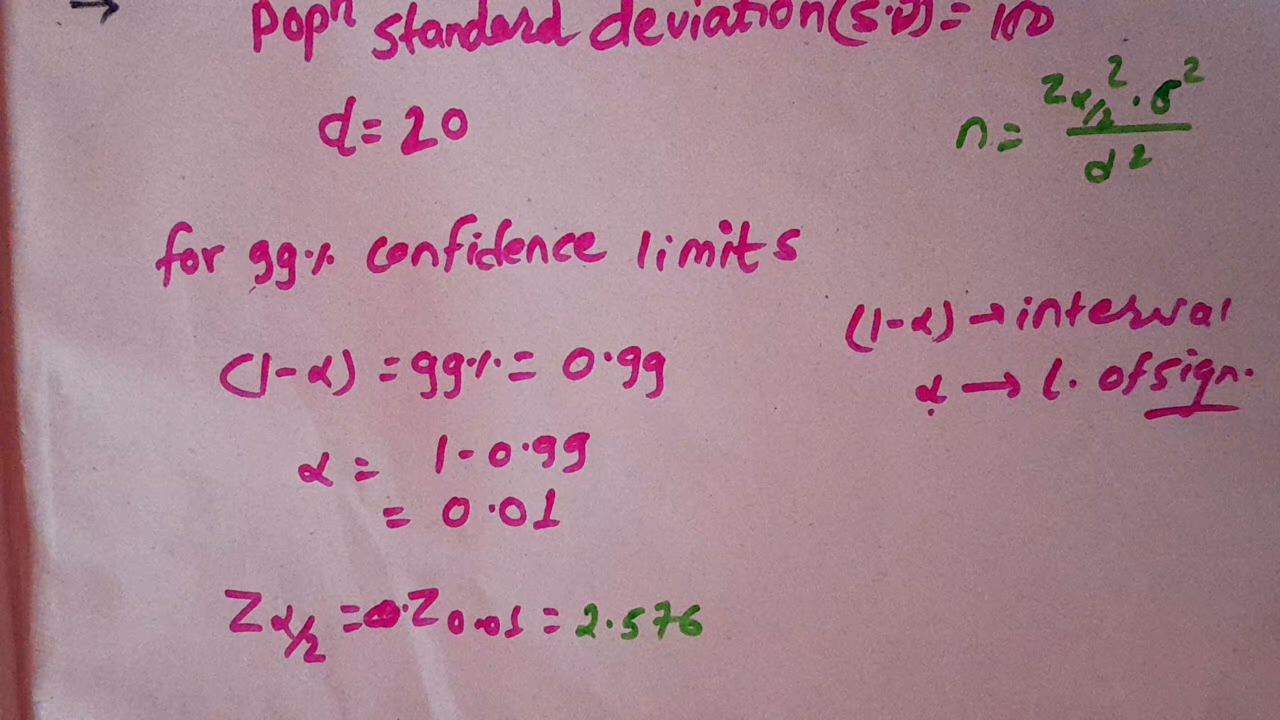 → Popⁿ standard deviation(S.D)= 100
d= 20
n= Zα/2² . σ² / d²
for 99% confidence limits
(1-α) → interval
(1-α) = 99% = 0.99
α → l. of sign.
α = 1-0.99
= 0.01
Zα/2 = Z0.01 = 2.576